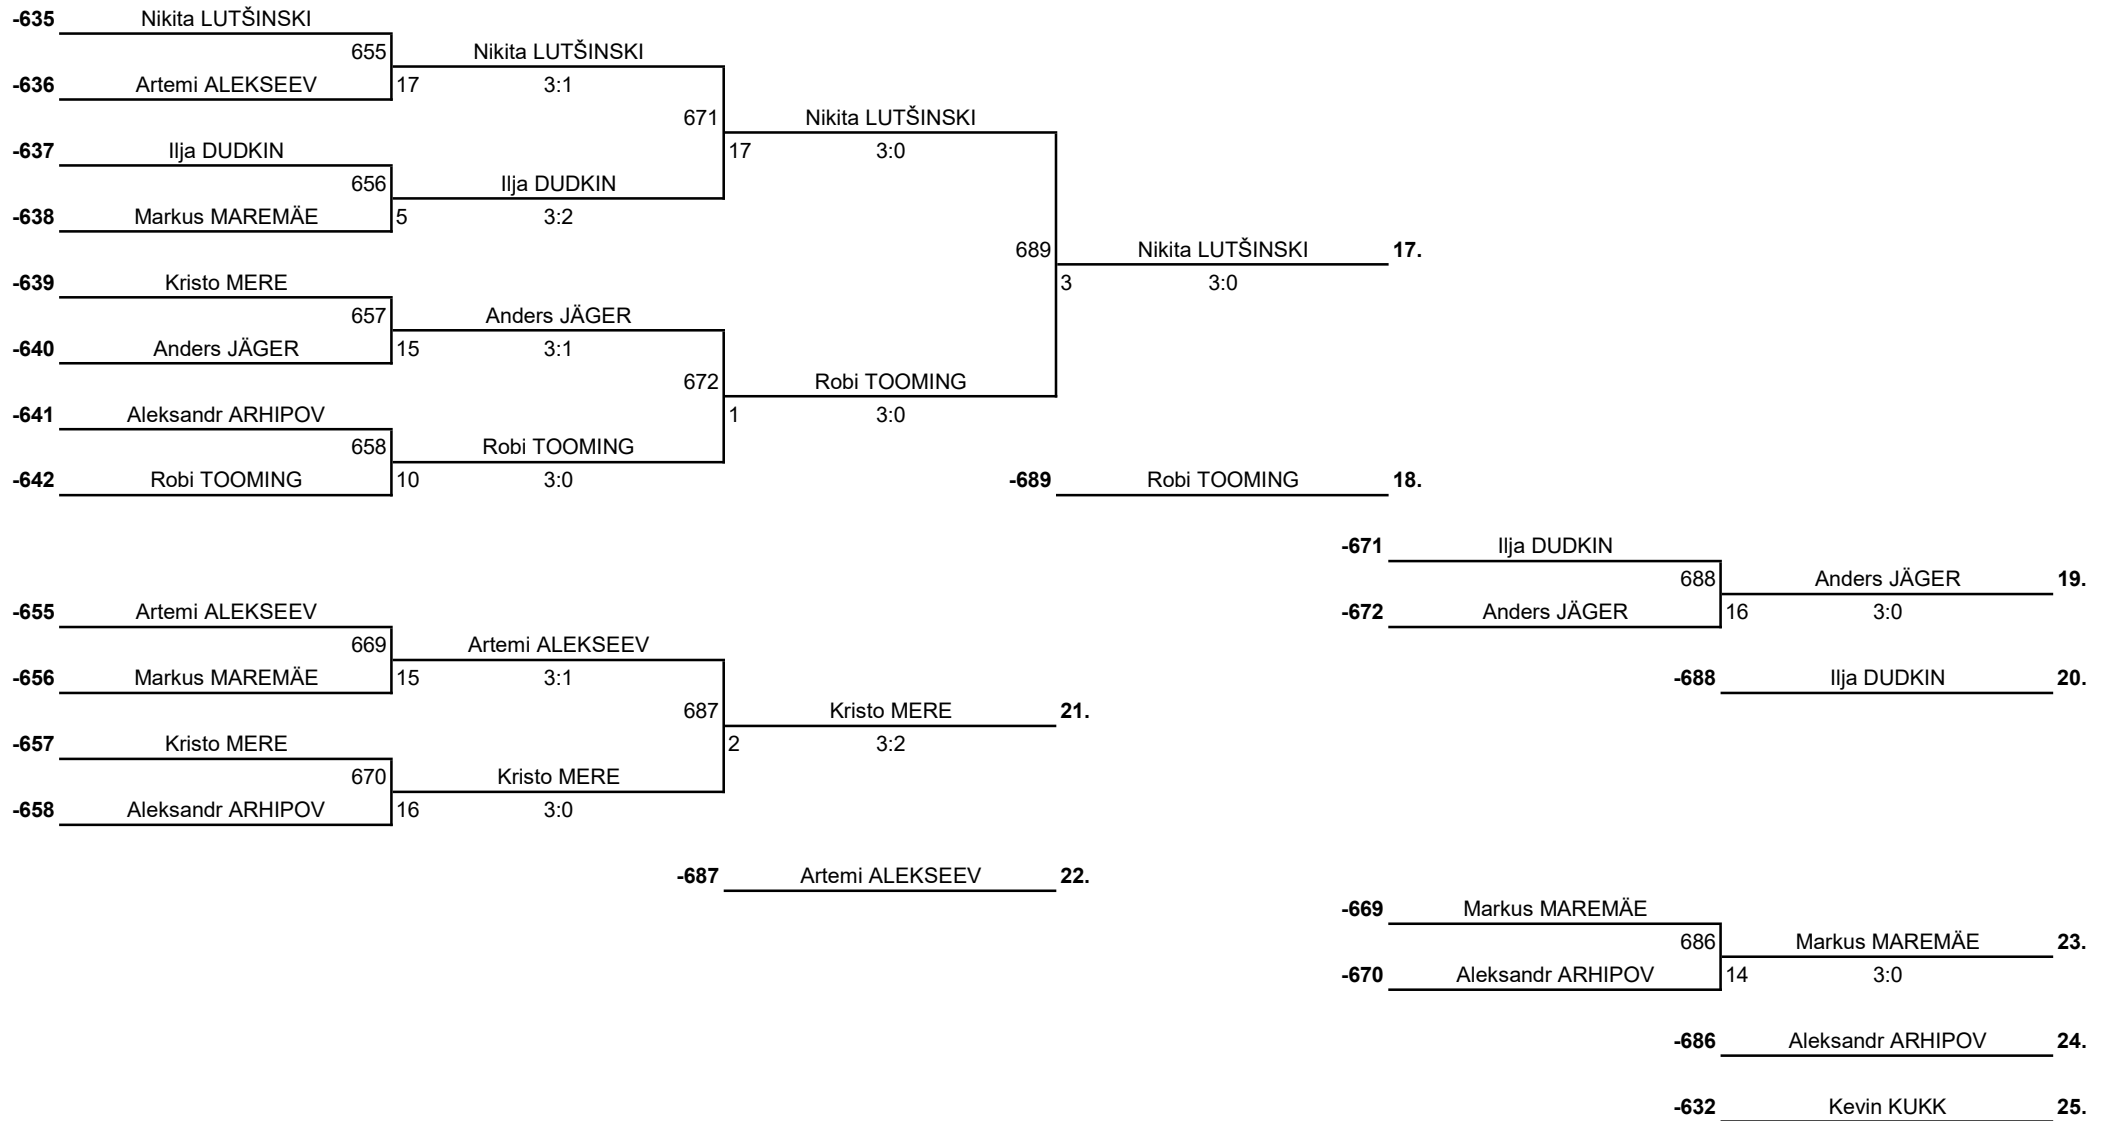 -635 Nikita LUTŠINSKI
655 Nikita LUTŠINSKI
-636 Artemi ALEKSEEV 17 3:1
671 Nikita LUTŠINSKI
-637 Ilja DUDKIN 17 3:0
656 Ilja DUDKIN
-638 Markus MAREMÄE 5 3:2
689 Nikita LUTŠINSKI 17.
-639 Kristo MERE 3 3:0
657 Anders JÄGER
-640 Anders JÄGER 15 3:1
672 Robi TOOMING
-641 Aleksandr ARHIPOV 1 3:0
658 Robi TOOMING
-642 Robi TOOMING 10 3:0 -689 Robi TOOMING 18.
-671 Ilja DUDKIN
688 Anders JÄGER 19.
-655 Artemi ALEKSEEV -672 Anders JÄGER 16 3:0
669 Artemi ALEKSEEV
-656 Markus MAREMÄE 15 3:1 -688 Ilja DUDKIN 20.
687 Kristo MERE 21.
-657 Kristo MERE 2 3:2
670 Kristo MERE
-658 Aleksandr ARHIPOV 16 3:0
-687 Artemi ALEKSEEV 22.
-669 Markus MAREMÄE
686 Markus MAREMÄE 23.
-670 Aleksandr ARHIPOV 14 3:0
-686 Aleksandr ARHIPOV 24.
-632 Kevin KUKK 25.